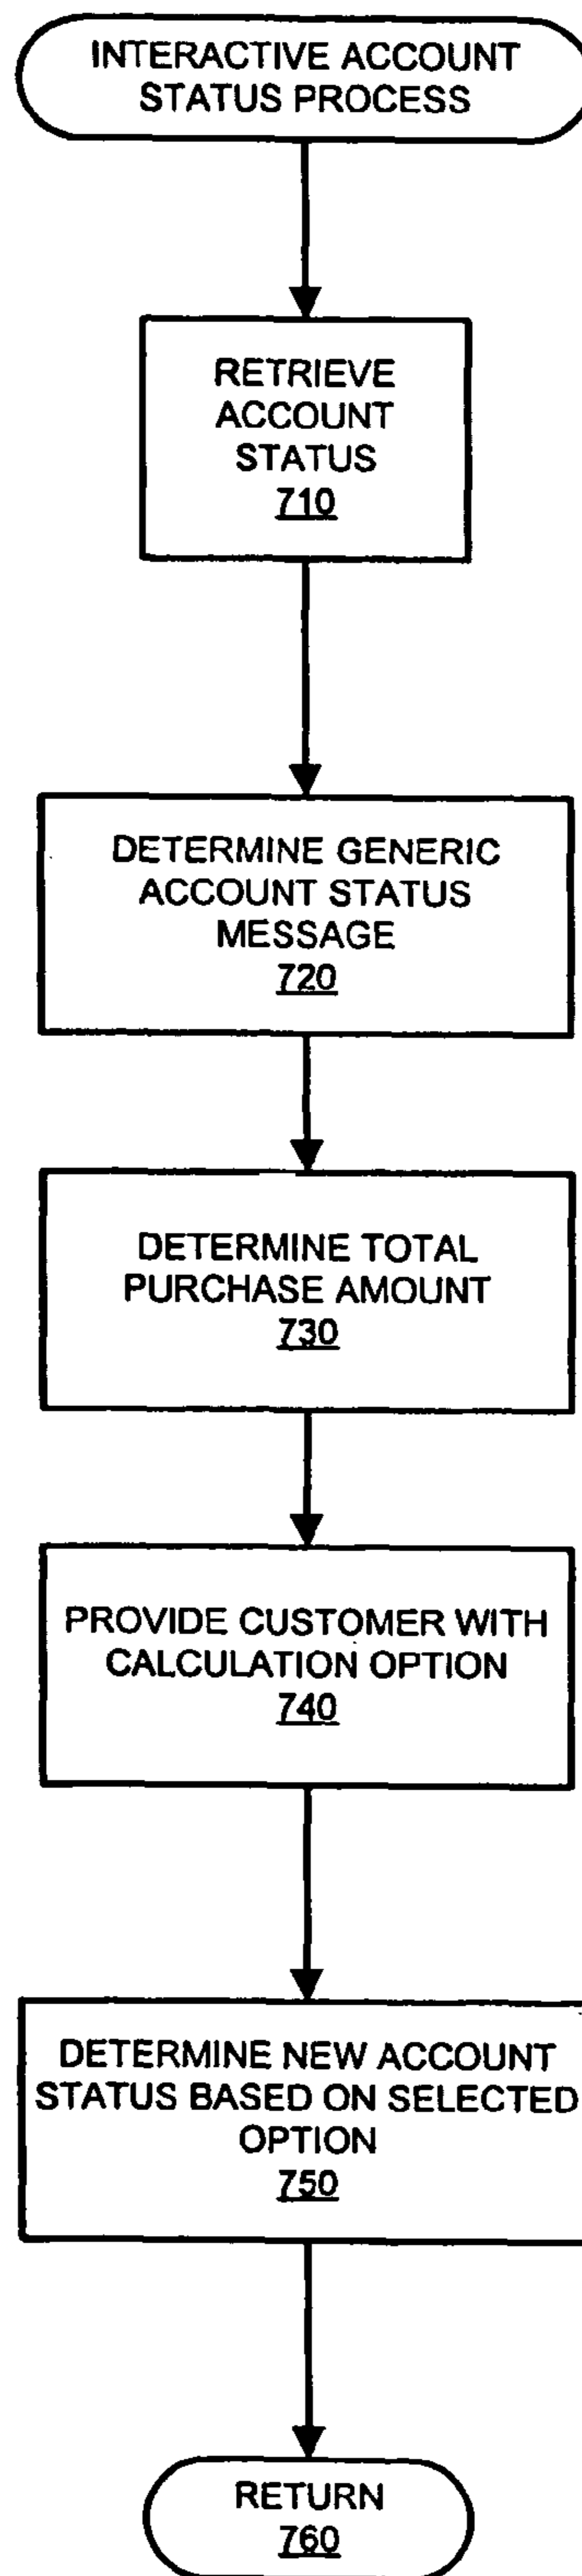 INTERACTIVE ACCOUNT
STATUS PROCESS
RETRIEVE
ACCOUNT
STATUS
710
DETERMINE GENERIC
ACCOUNT STATUS
MESSAGE
720
DETERMINE TOTAL
PURCHASE AMOUNT
730
PROVIDE CUSTOMER WITH
CALCULATION OPTION
740
DETERMINE NEW ACCOUNT
STATUS BASED ON SELECTED
OPTION
750
RETURN
760